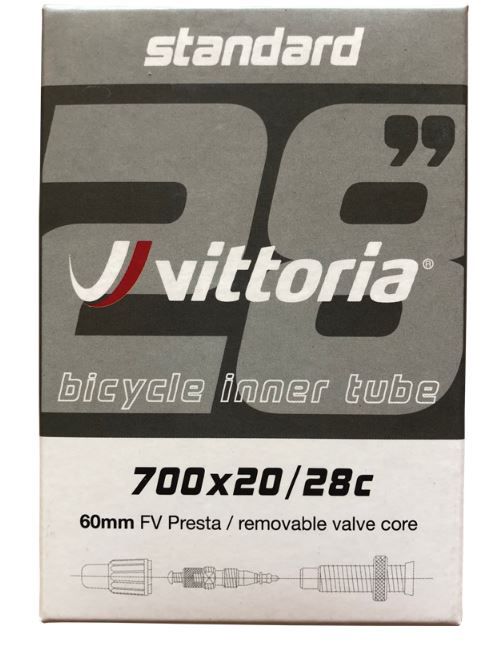 standard
28”
vittoria®
bicycle inner tube
700x20/28c
60mm FV Presta / removable valve core